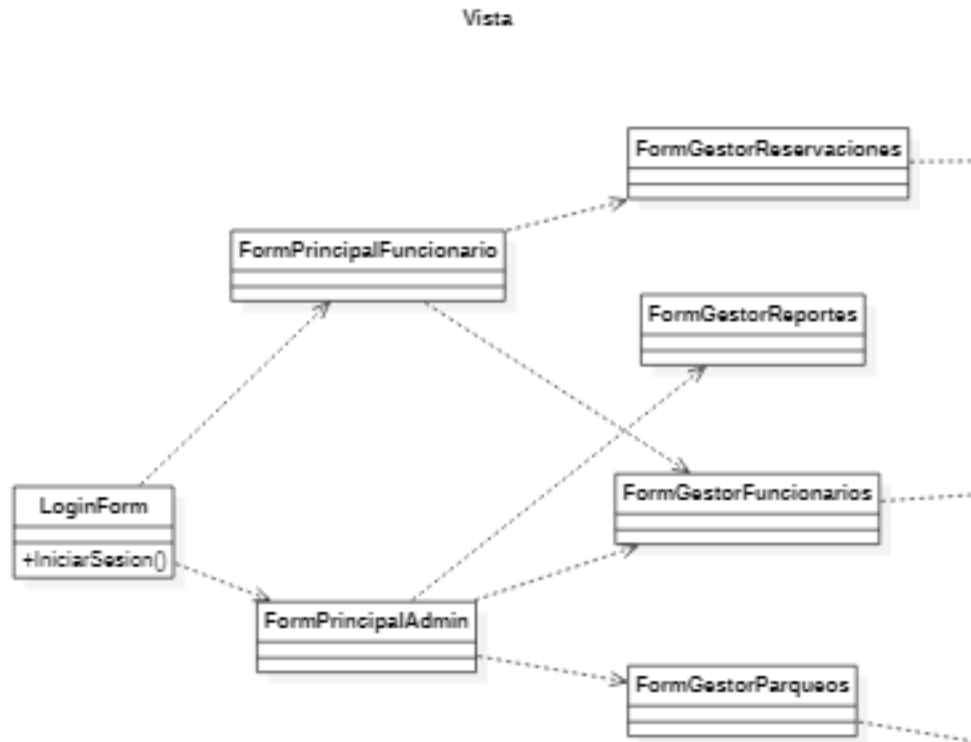 Vista
FormGestorReservaciones
FormPrincipalFuncionario
FormGestorReportes
FormGestorFuncionarios
LoginForm
+IniciarSesion()
FormPrincipalAdmin
FormGestorParqueos